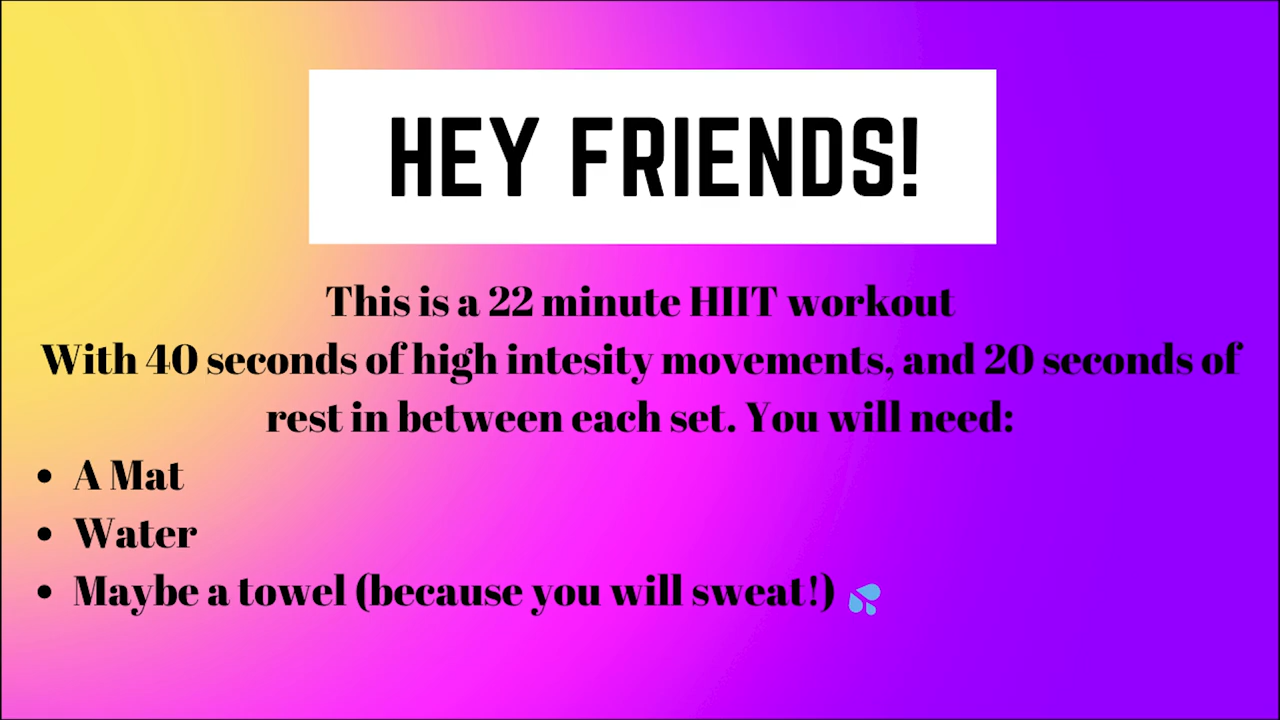 HEY FRIENDS!
This is a 22 minute HIIT workout
With 40 seconds of high intesity movements, and 20 seconds of
rest in between each set. You will need:
• A Mat
• Water
• Maybe a towel (because you will sweat!) 💦